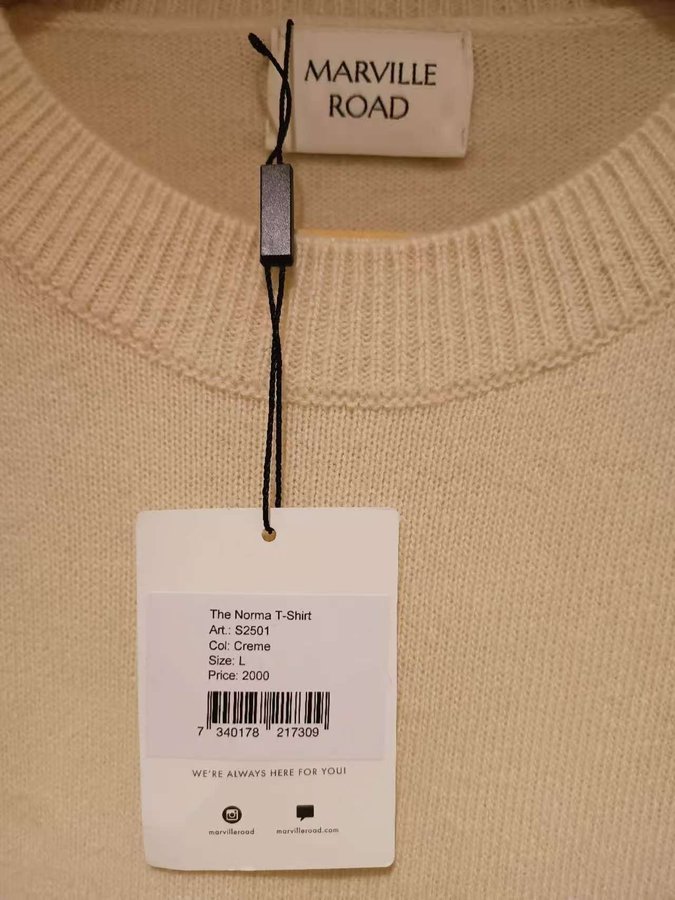 MARVILLE
ROAD
The Norma T-Shirt
Art.: S2501
Col: Creme
Size: L
Price: 2000
7 340178 217309
WE'RE ALWAYS HERE FOR YOU!
marvilleroad marvilleroad.com